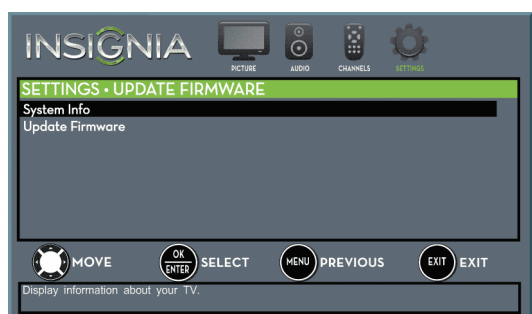 INSIGNIA
PICTURE AUDIO CHANNELS SETTINGS
SETTINGS • UPDATE FIRMWARE
System Info
Update Firmware
MOVE OK ENTER SELECT MENU PREVIOUS EXIT EXIT
Display information about your TV.